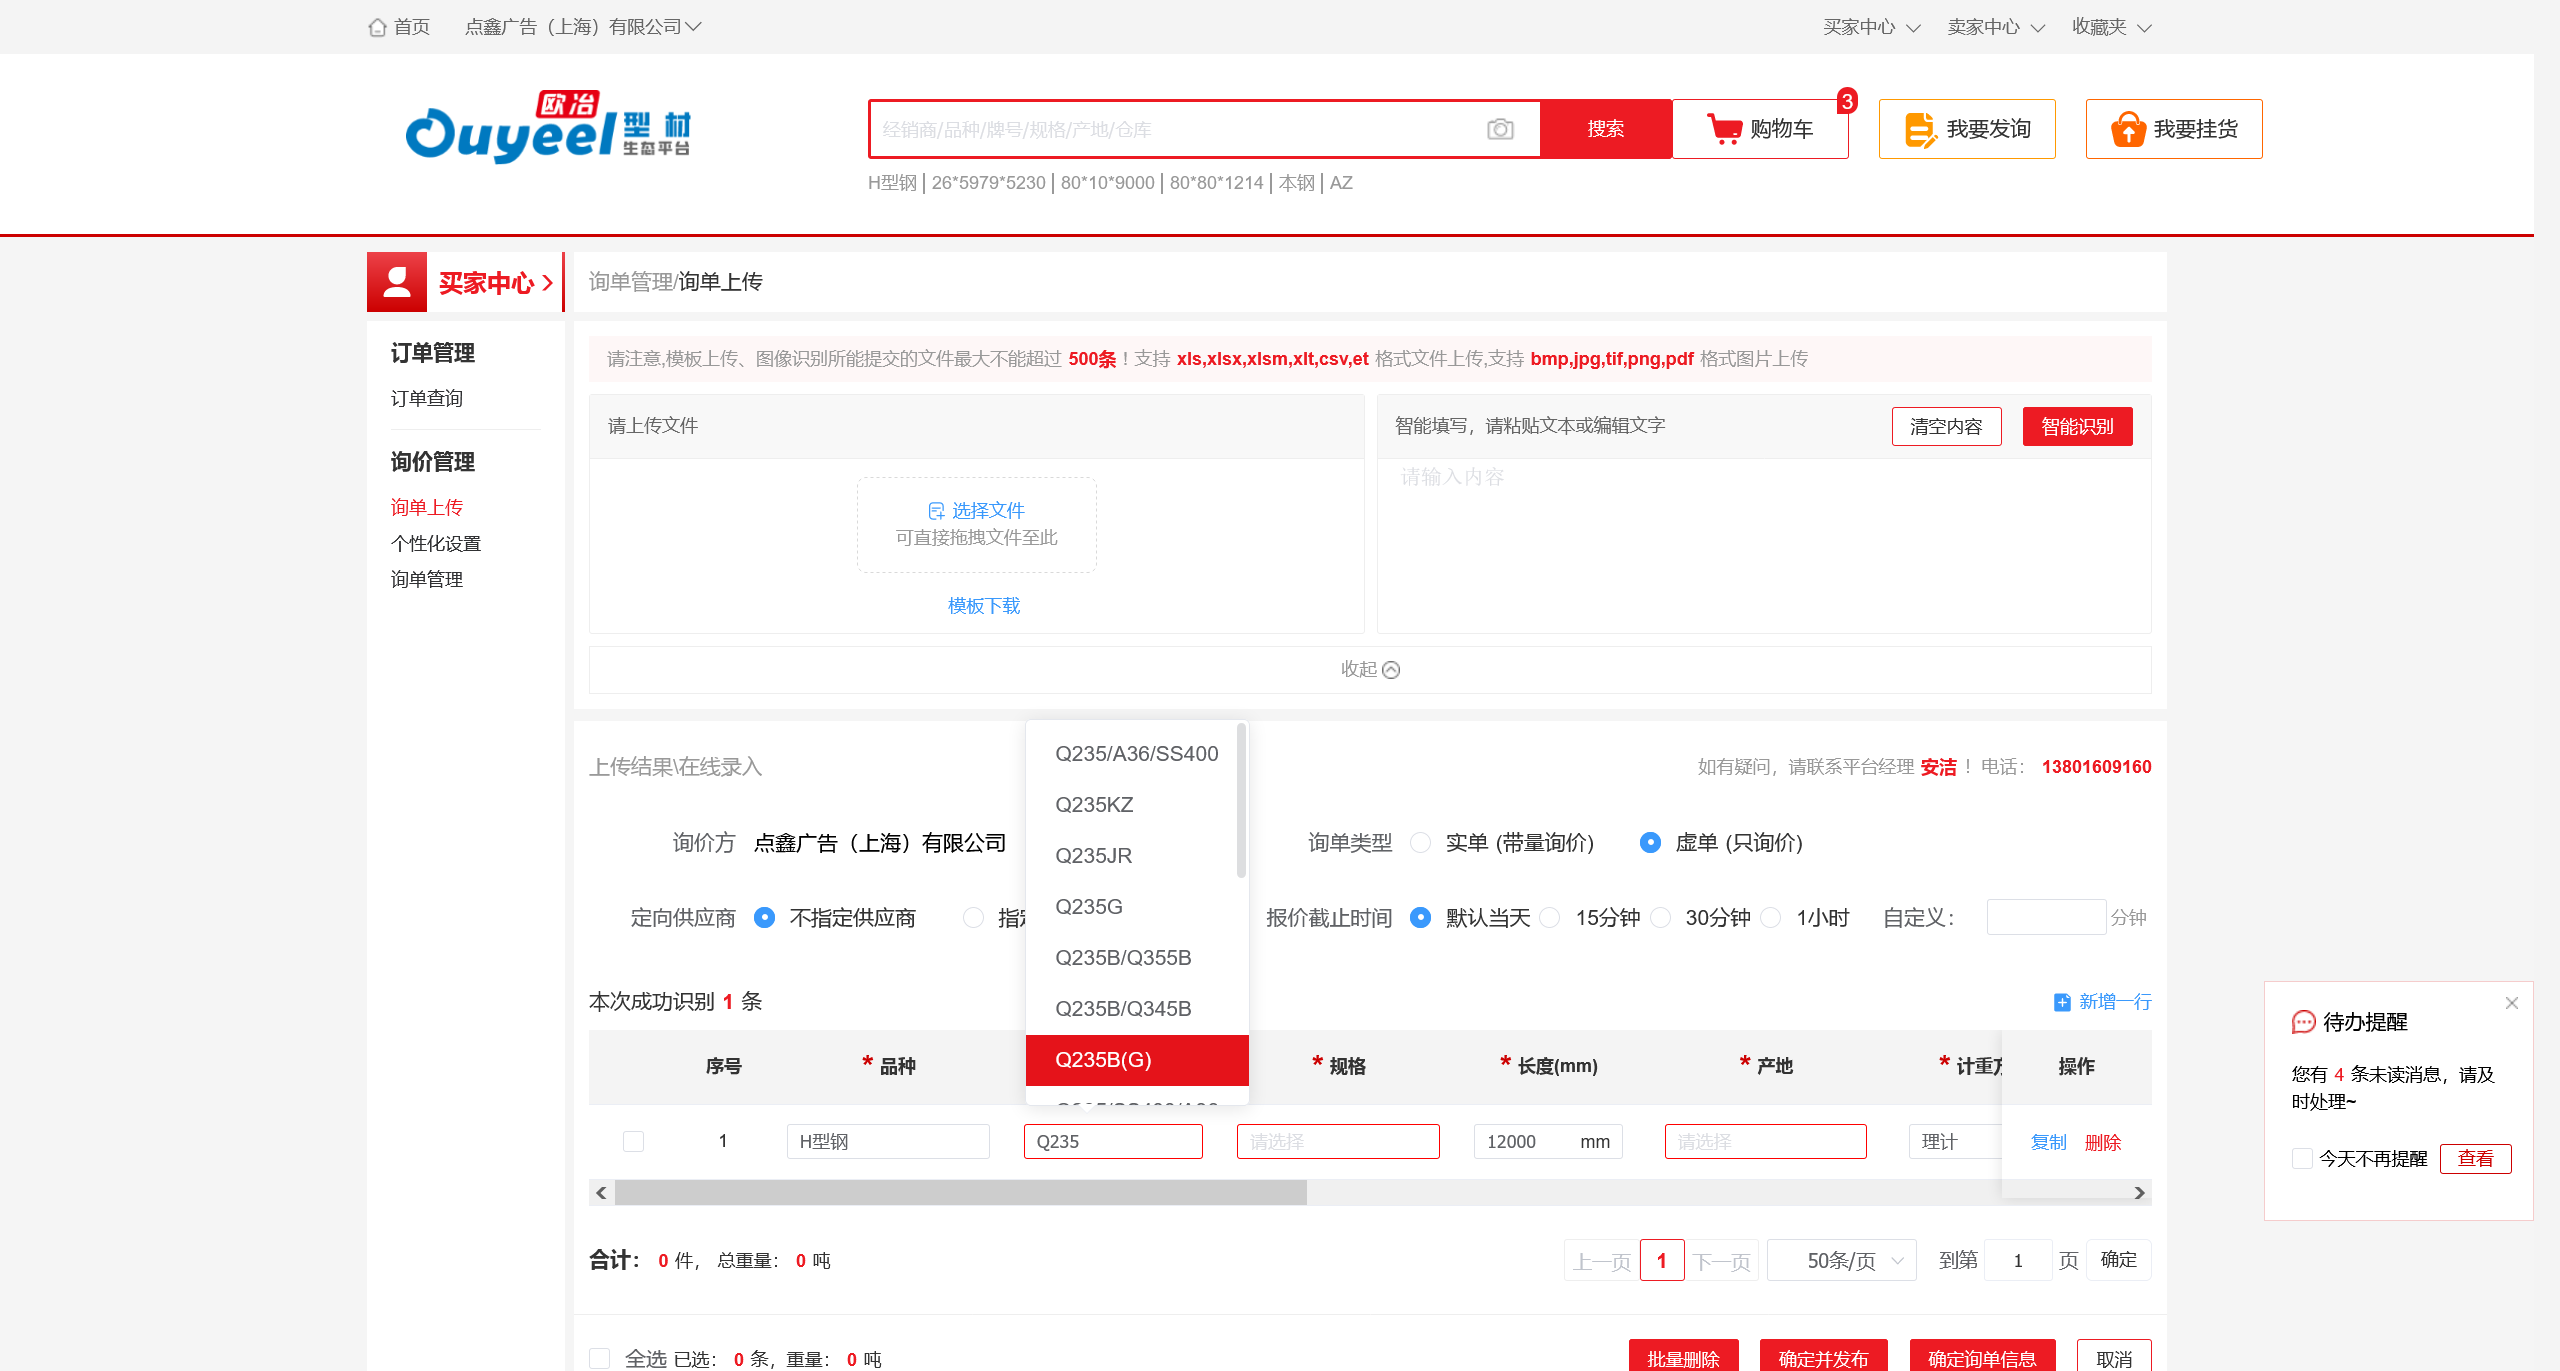 首页 点鑫广告（上海）有限公司
买家中心 卖家中心 收藏夹
欧冶 Ouyeel 型材 生态平台
经销商/品种/牌号/规格/产地/仓库
搜索
购物车 3
我要发询
我要挂货
H型钢 | 26*5979*5230 | 80*10*9000 | 80*80*1214 | 本钢 | AZ
买家中心
询单管理/询单上传
订单管理
订单查询
询价管理
询单上传
个性化设置
询单管理
请注意,模板上传、图像识别所能提交的文件最大不能超过 500条！支持 xls,xlsx,xlsm,xlt,csv,et 格式文件上传,支持 bmp,jpg,tif,png,pdf 格式图片上传
请上传文件
选择文件
可直接拖拽文件至此
模板下载
智能填写，请粘贴文本或编辑文字
清空内容 智能识别
请输入内容
收起
上传结果\在线录入
如有疑问，请联系平台经理 安洁 ！电话： 13801609160
询价方 点鑫广告（上海）有限公司
询单类型 实单 (带量询价) 虚单 (只询价)
定向供应商 不指定供应商
报价截止时间 默认当天 15分钟 30分钟 1小时 自定义： 分钟
Q235/A36/SS400
Q235KZ
Q235JR
Q235G
Q235B/Q355B
Q235B/Q345B
Q235B(G)
本次成功识别 1 条
新增一行
序号 * 品种 * 规格 * 长度(mm) * 产地 * 计重方 操作
1 H型钢 Q235 请选择 12000 mm 请选择 理计 复制 删除
合计： 0 件， 总重量： 0 吨
上一页 1 下一页 50条/页 到第 1 页 确定
全选 已选： 0 条，重量： 0 吨
批量删除 确定并发布 确定询单信息 取消
待办提醒
您有 4 条未读消息，请及
时处理~
今天不再提醒 查看